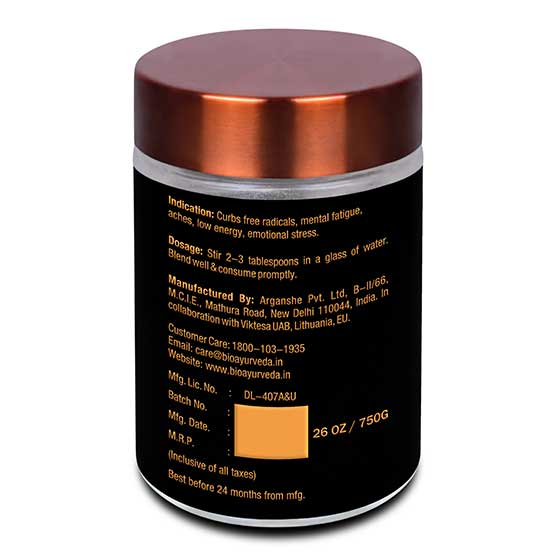 Indication: Curbs free radicals, mental fatigue,
aches, low energy, emotional stress.
Dosage: Stir 2–3 tablespoons in a glass of water.
Blend well & consume promptly.
Manufactured By: Arganshe Pvt. Ltd, B–II/66,
M.C.I.E., Mathura Road, New Delhi 110044, India. In
collaboration with Viktesa UAB, Lithuania, EU.
Customer Care: 1800–103–1935
Email: care@bioayurveda.in
Website: www.bioayurveda.in
Mfg. Lic. No. : DL–407A&U
Batch No. :
Mfg. Date. :
M.R.P. :
26 OZ / 750G
(Inclusive of all taxes)
Best before 24 months from mfg.